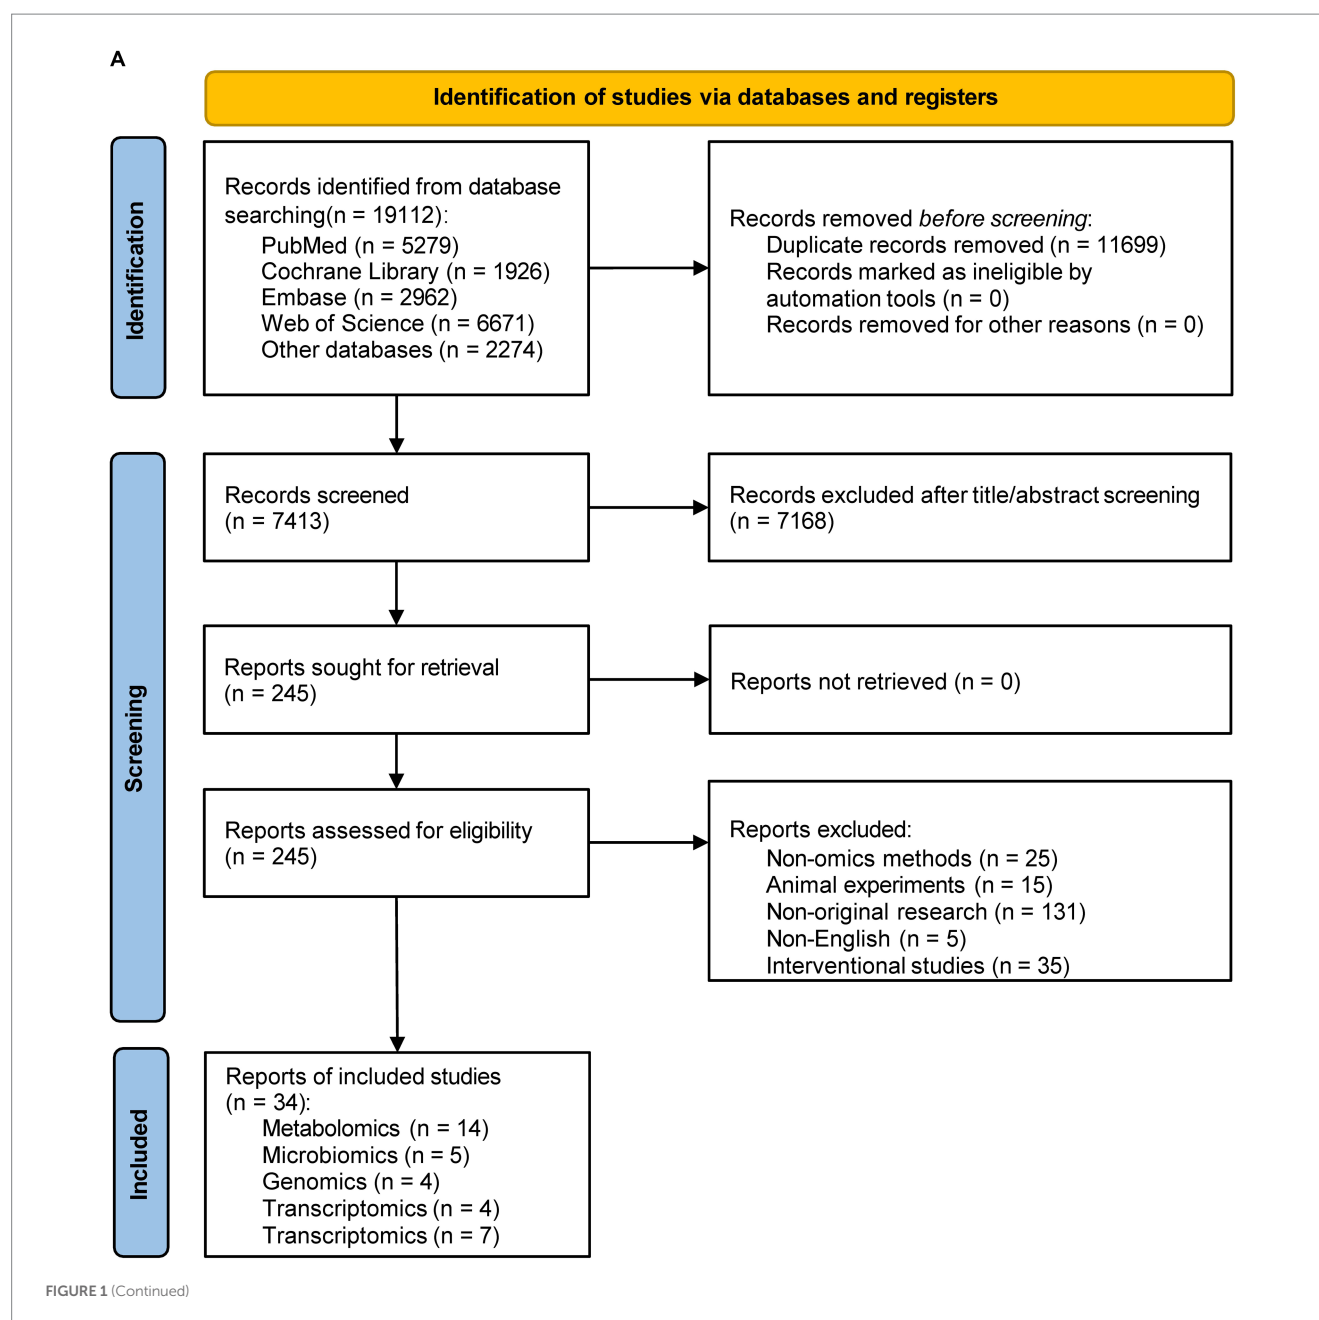 A
Identification of studies via databases and registers
Identification
Records identified from database
searching(n = 19112):
PubMed (n = 5279)
Cochrane Library (n = 1926)
Embase (n = 2962)
Web of Science (n = 6671)
Other databases (n = 2274)
Records removed before screening:
Duplicate records removed (n = 11699)
Records marked as ineligible by
automation tools (n = 0)
Records removed for other reasons (n = 0)
Screening
Records screened
(n = 7413)
Records excluded after title/abstract screening
(n = 7168)
Reports sought for retrieval
(n = 245)
Reports not retrieved (n = 0)
Reports assessed for eligibility
(n = 245)
Reports excluded:
Non-omics methods (n = 25)
Animal experiments (n = 15)
Non-original research (n = 131)
Non-English (n = 5)
Interventional studies (n = 35)
Included
Reports of included studies
(n = 34):
Metabolomics (n = 14)
Microbiomics (n = 5)
Genomics (n = 4)
Transcriptomics (n = 4)
Transcriptomics (n = 7)
FIGURE 1 (Continued)